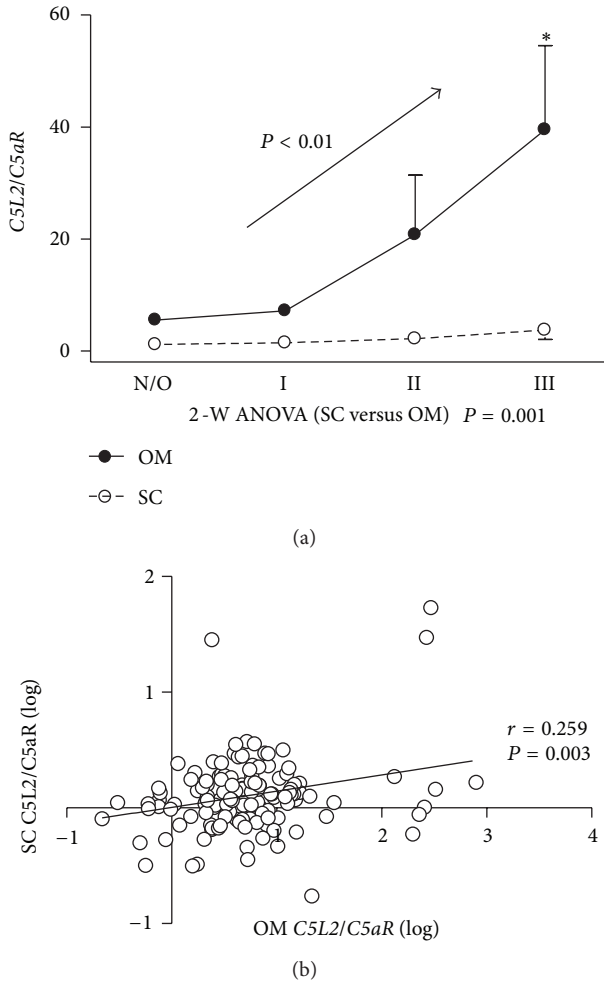 60
*
P < 0.01
40
C5L2/C5aR
20
0
N/O I II III
2-W ANOVA (SC versus OM) P = 0.001
OM
SC
(a)
2
SC C5L2/C5aR (log)
1
r = 0.259
P = 0.003
−1 1 2 3 4
−1
OM C5L2/C5aR (log)
(b)